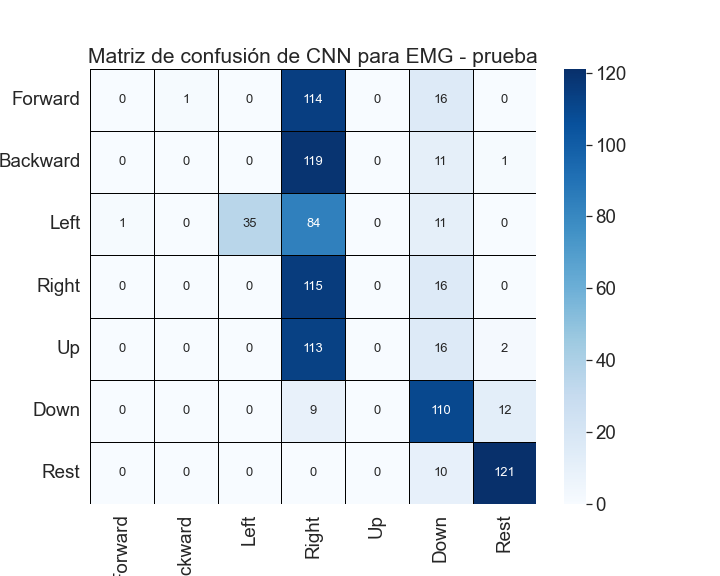 Matriz de confusión de CNN para EMG - prueba
Forward 0 1 0 114 0 16 0
Backward 0 0 0 119 0 11 1
Left 1 0 35 84 0 11 0
Right 0 0 0 115 0 16 0
Up 0 0 0 113 0 16 2
Down 0 0 0 9 0 110 12
Rest 0 0 0 0 0 10 121
Forward ckward Left Right Up Down Rest
120
100
80
60
40
20
0